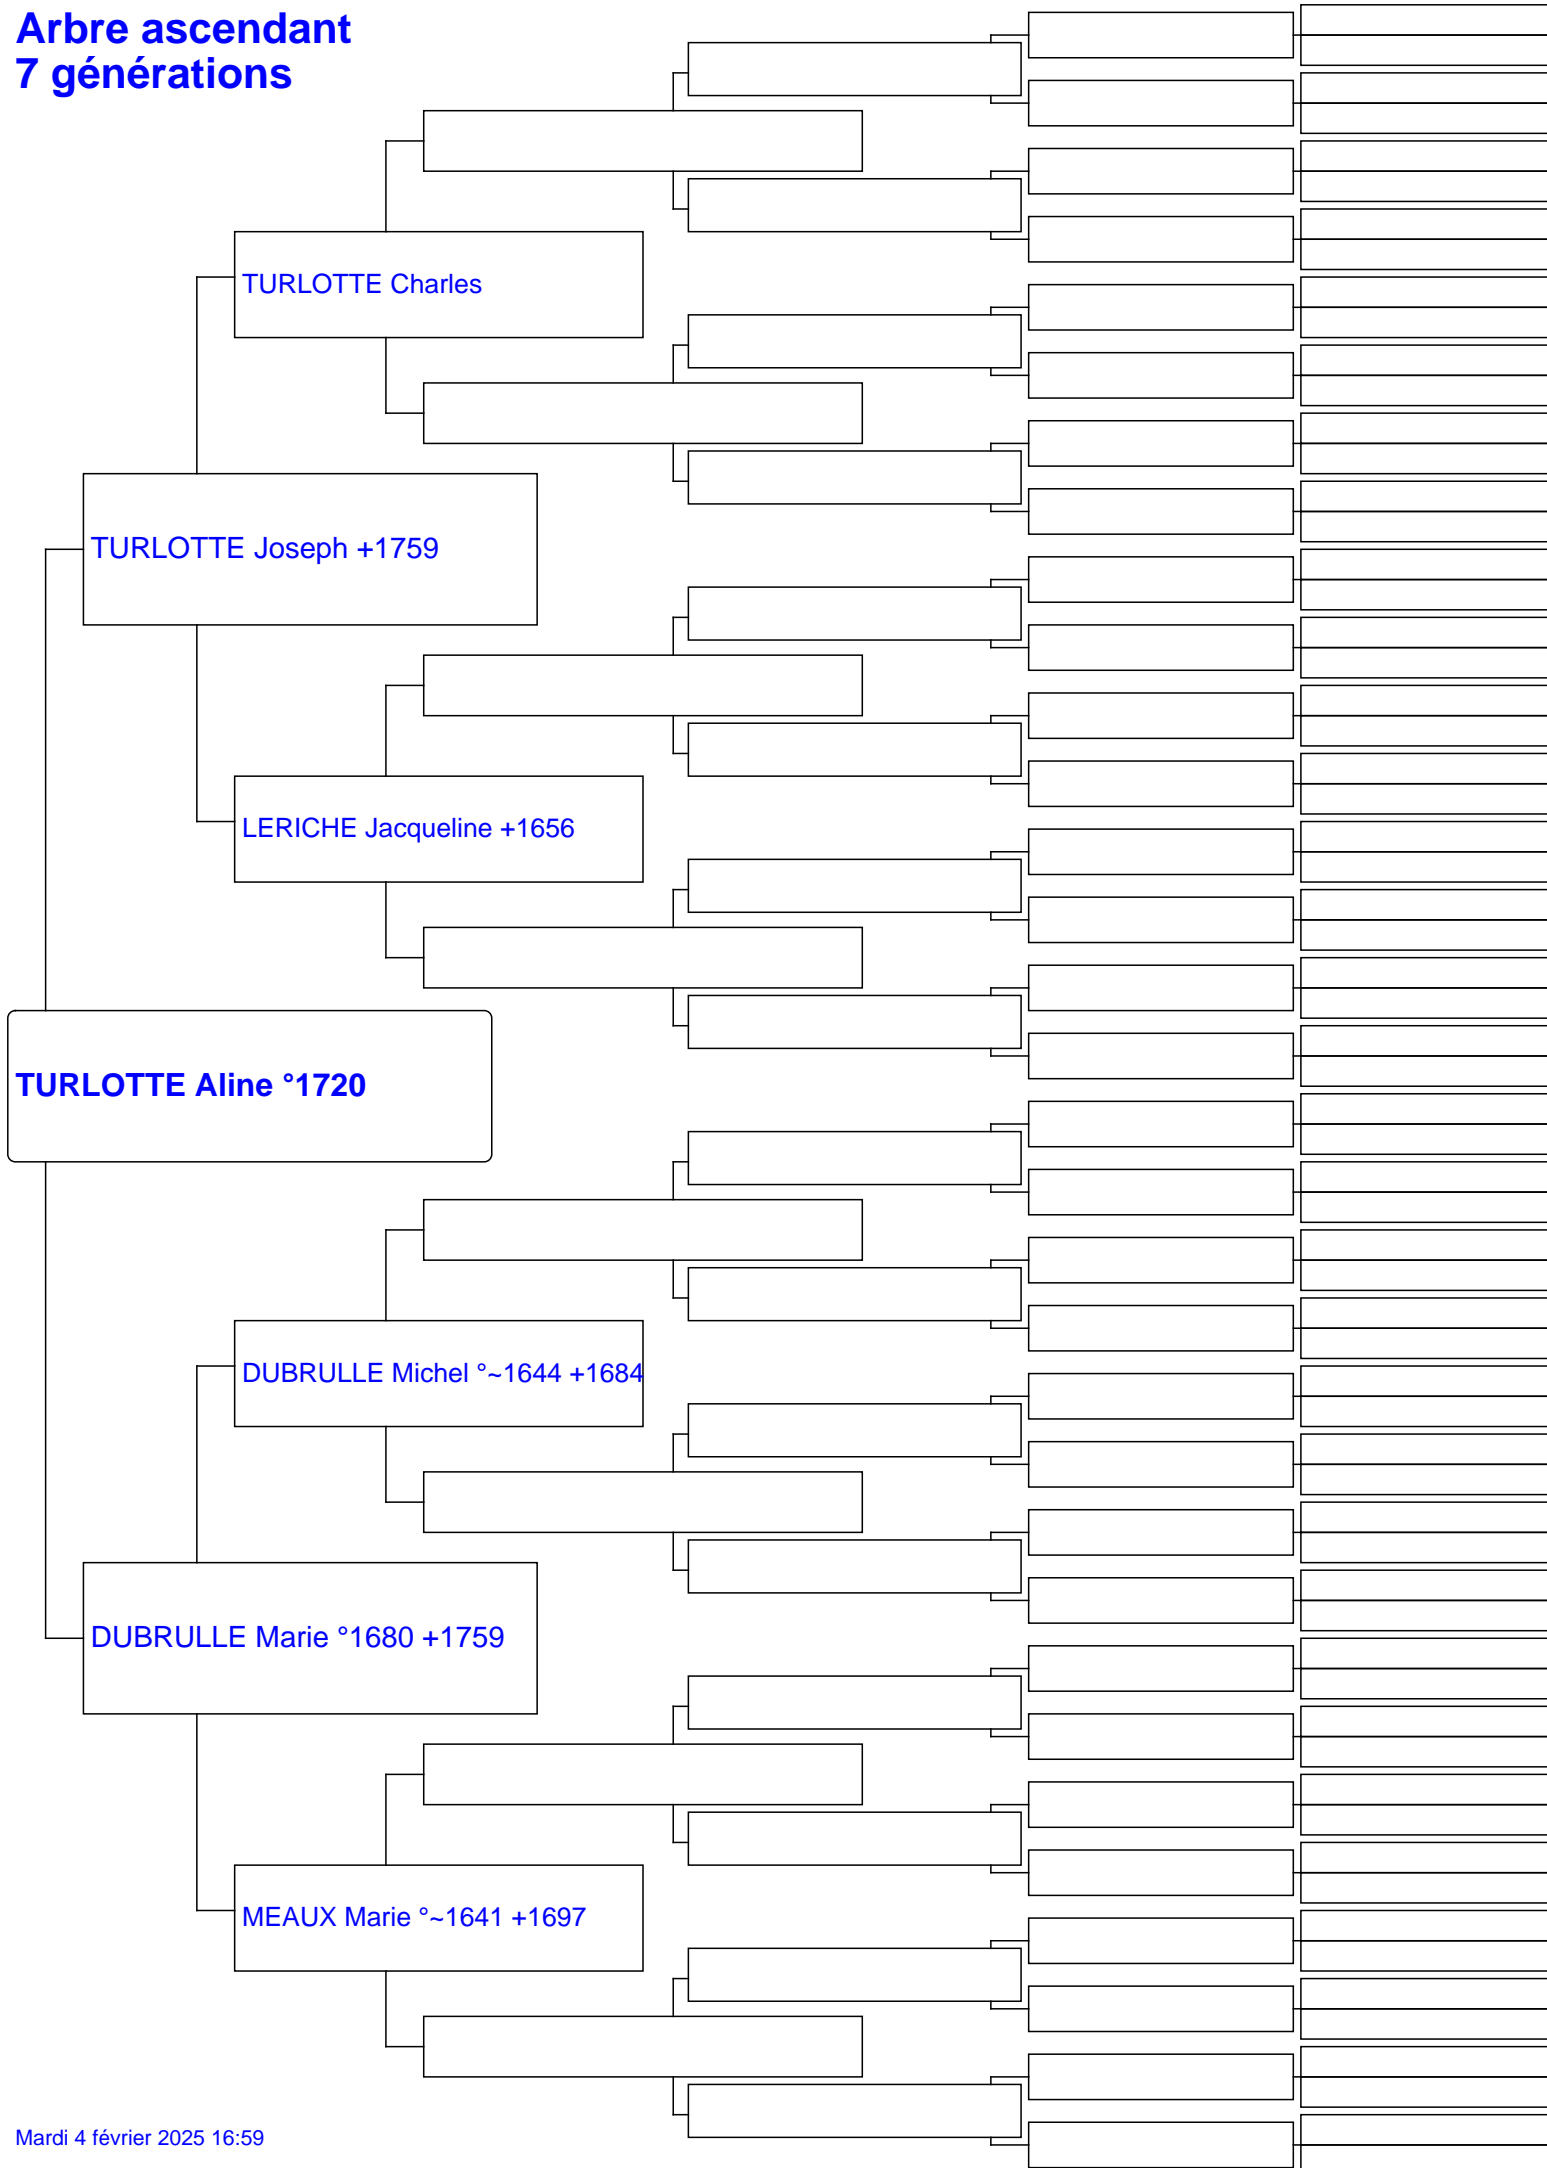 Arbre ascendant
7 générations
TURLOTTE Charles
TURLOTTE Joseph +1759
LERICHE Jacqueline +1656
TURLOTTE Aline °1720
DUBRULLE Michel °~1644 +1684
DUBRULLE Marie °1680 +1759
MEAUX Marie °~1641 +1697
Mardi 4 février 2025 16:59